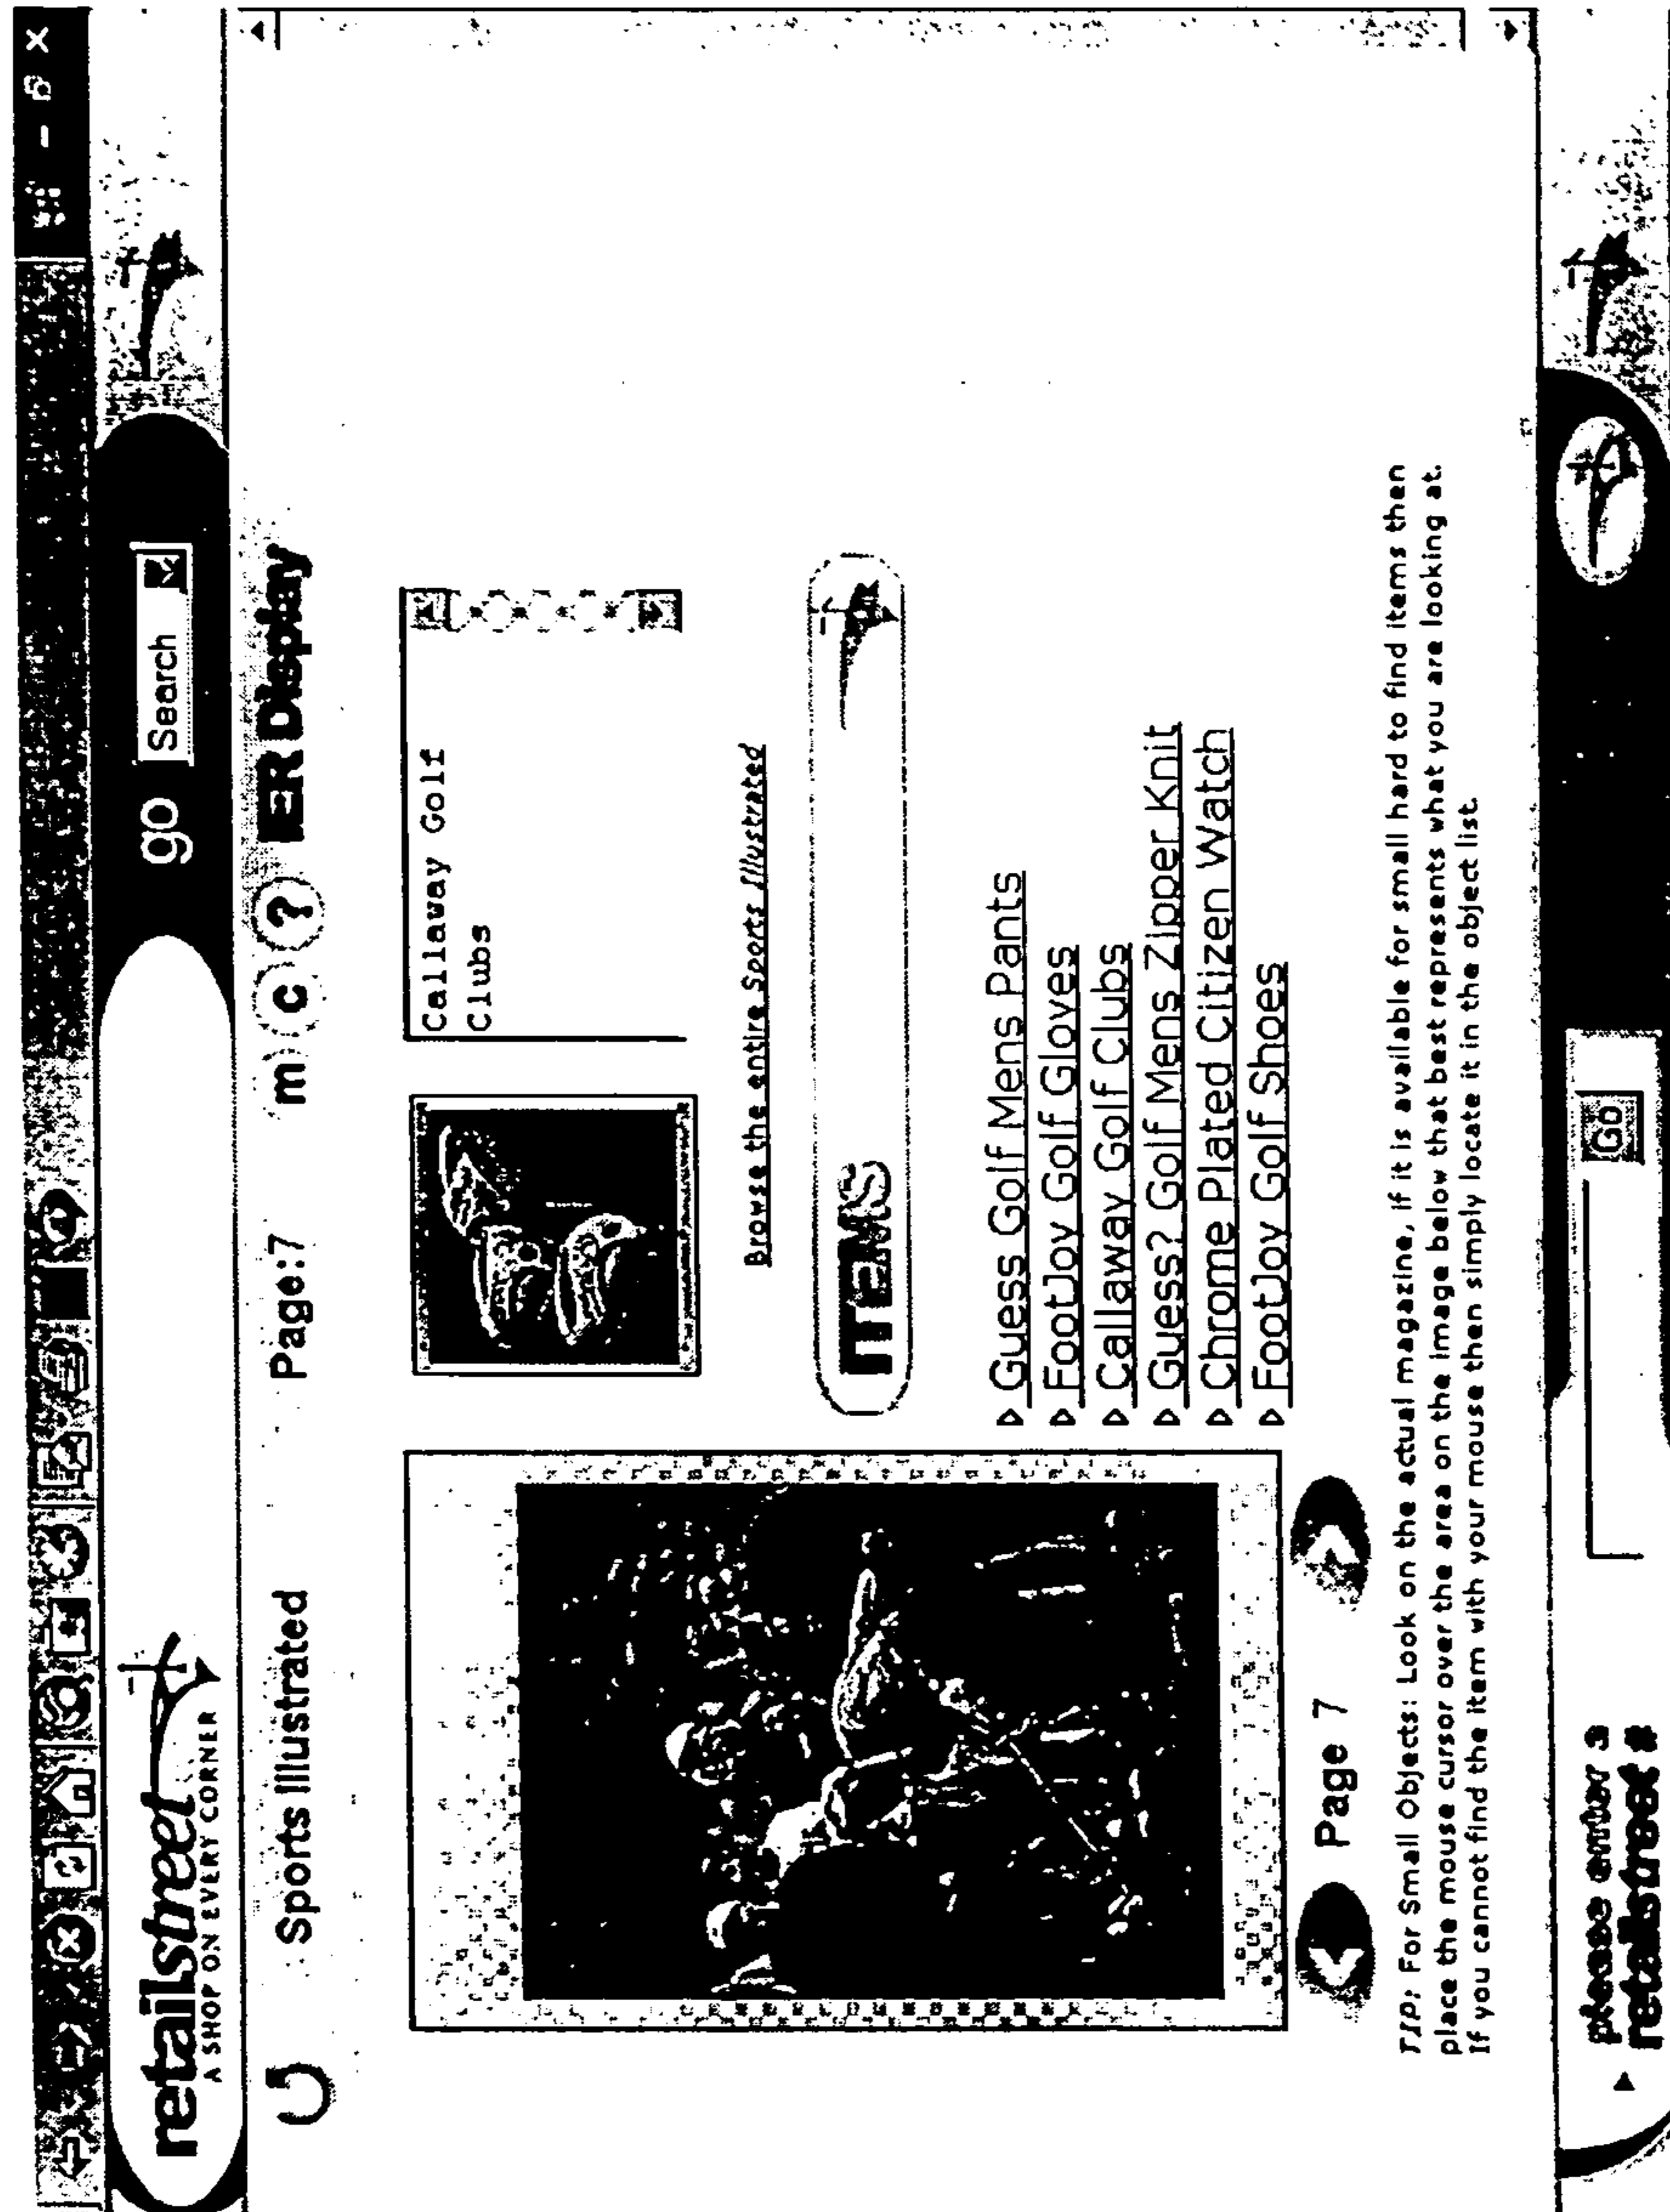 retailstreet
A SHOP ON EVERY CORNER
go
Search
Sports Illustrated
Page:7
m
c
?
ER Display
Callaway Golf
Clubs
Browse the entire Sports Illustrated
ITEMS
Guess Golf Mens Pants
FootJoy Golf Gloves
Callaway Golf Clubs
Guess? Golf Mens Zipper Knit
Chrome Plated Citizen Watch
FootJoy Golf Shoes
Page 7
TIP: For Small Objects: Look on the actual magazine, if it is available for small hard to find items then
place the mouse cursor over the area on the image below that best represents what you are looking at.
If you cannot find the item with your mouse then simply locate it in the object list.
please enter a
retailstreet #
Go